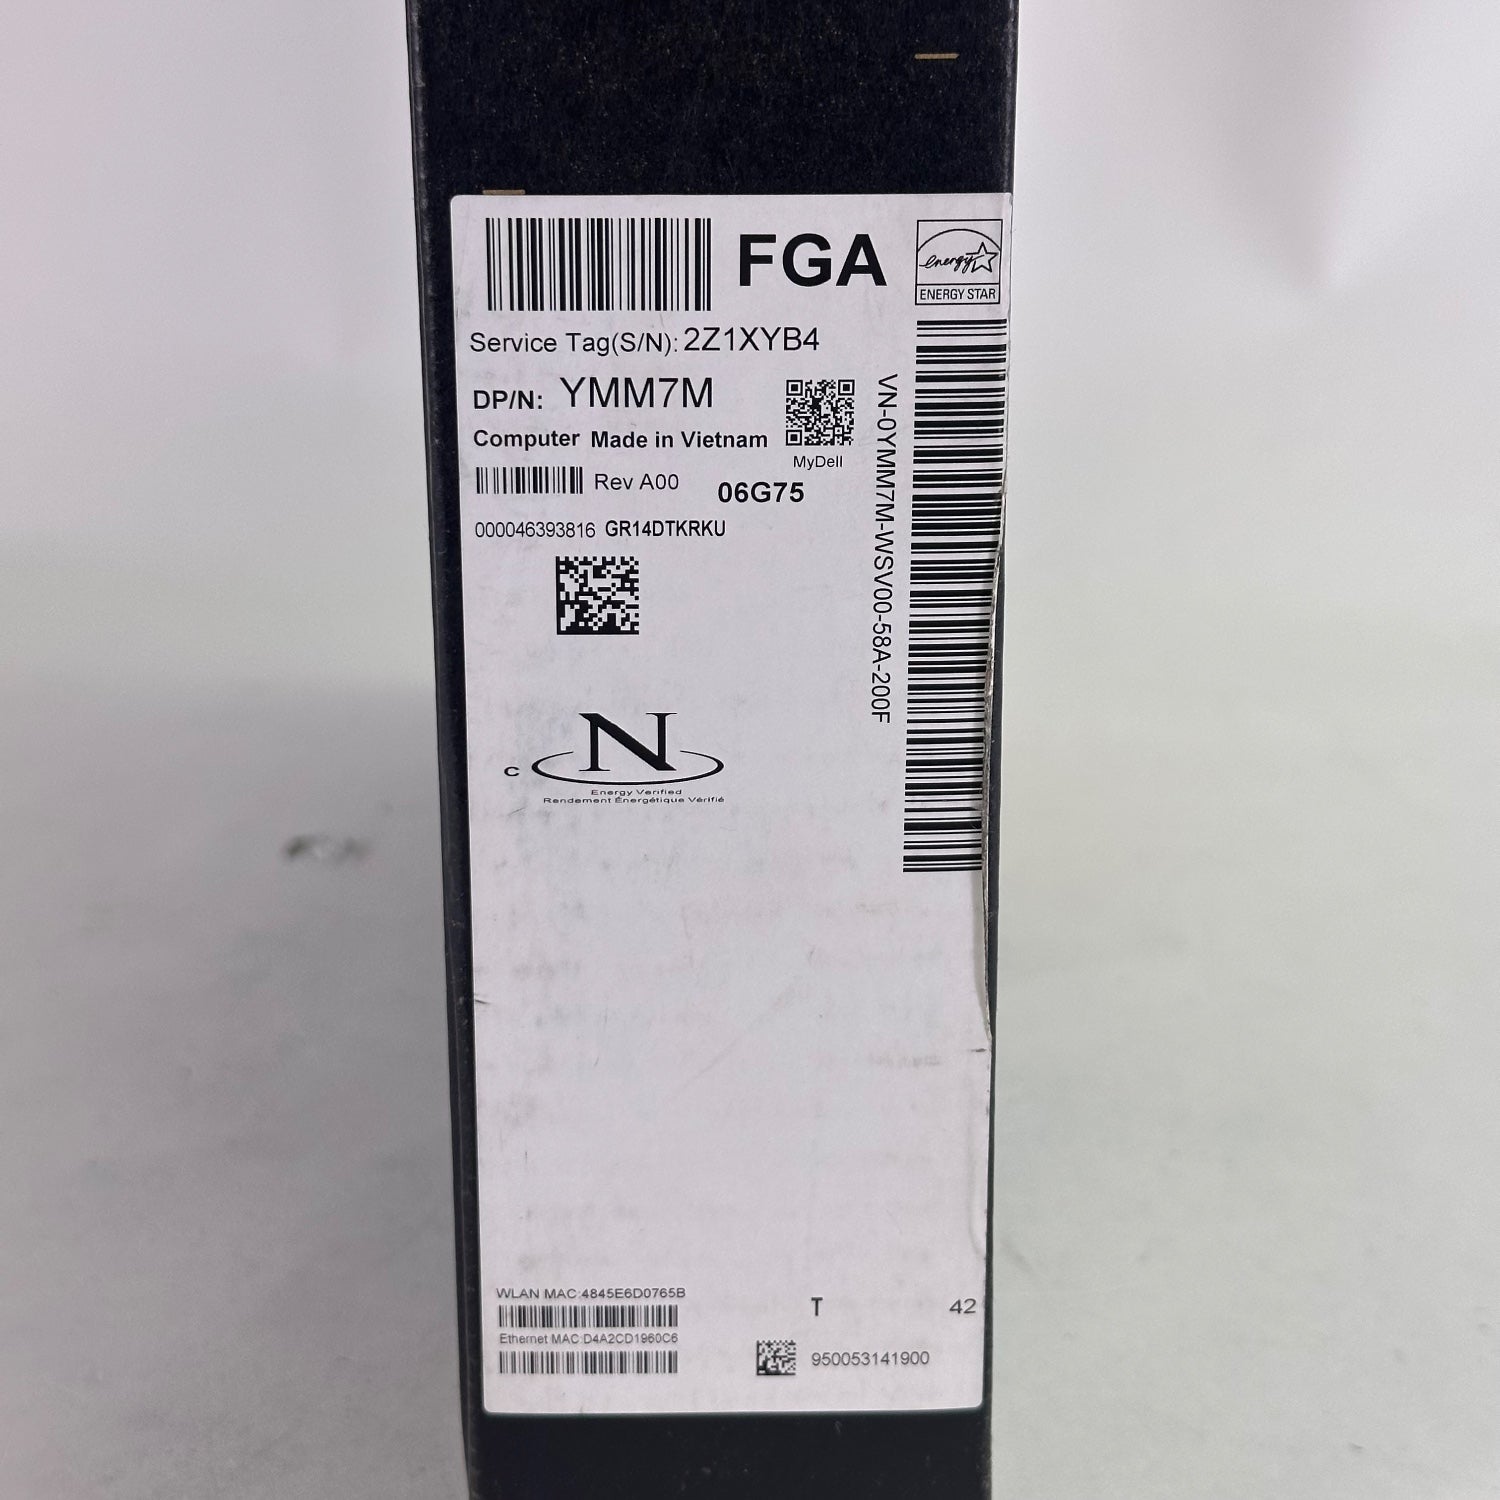 FGA
energy
ENERGY STAR
Service Tag(S/N): 2Z1XYB4
DP/N: YMM7M
Computer Made in Vietnam
MyDell
Rev A00
06G75
000046393816 GR14DTKRKU
VN-0YMM7M-WSV00-58A-200F
C N
Energy Verified
Rendement Énergétique Vérifié
WLAN MAC:4845E6D0765B
Ethernet MAC:D4A2CD1960C6
T 42
950053141900